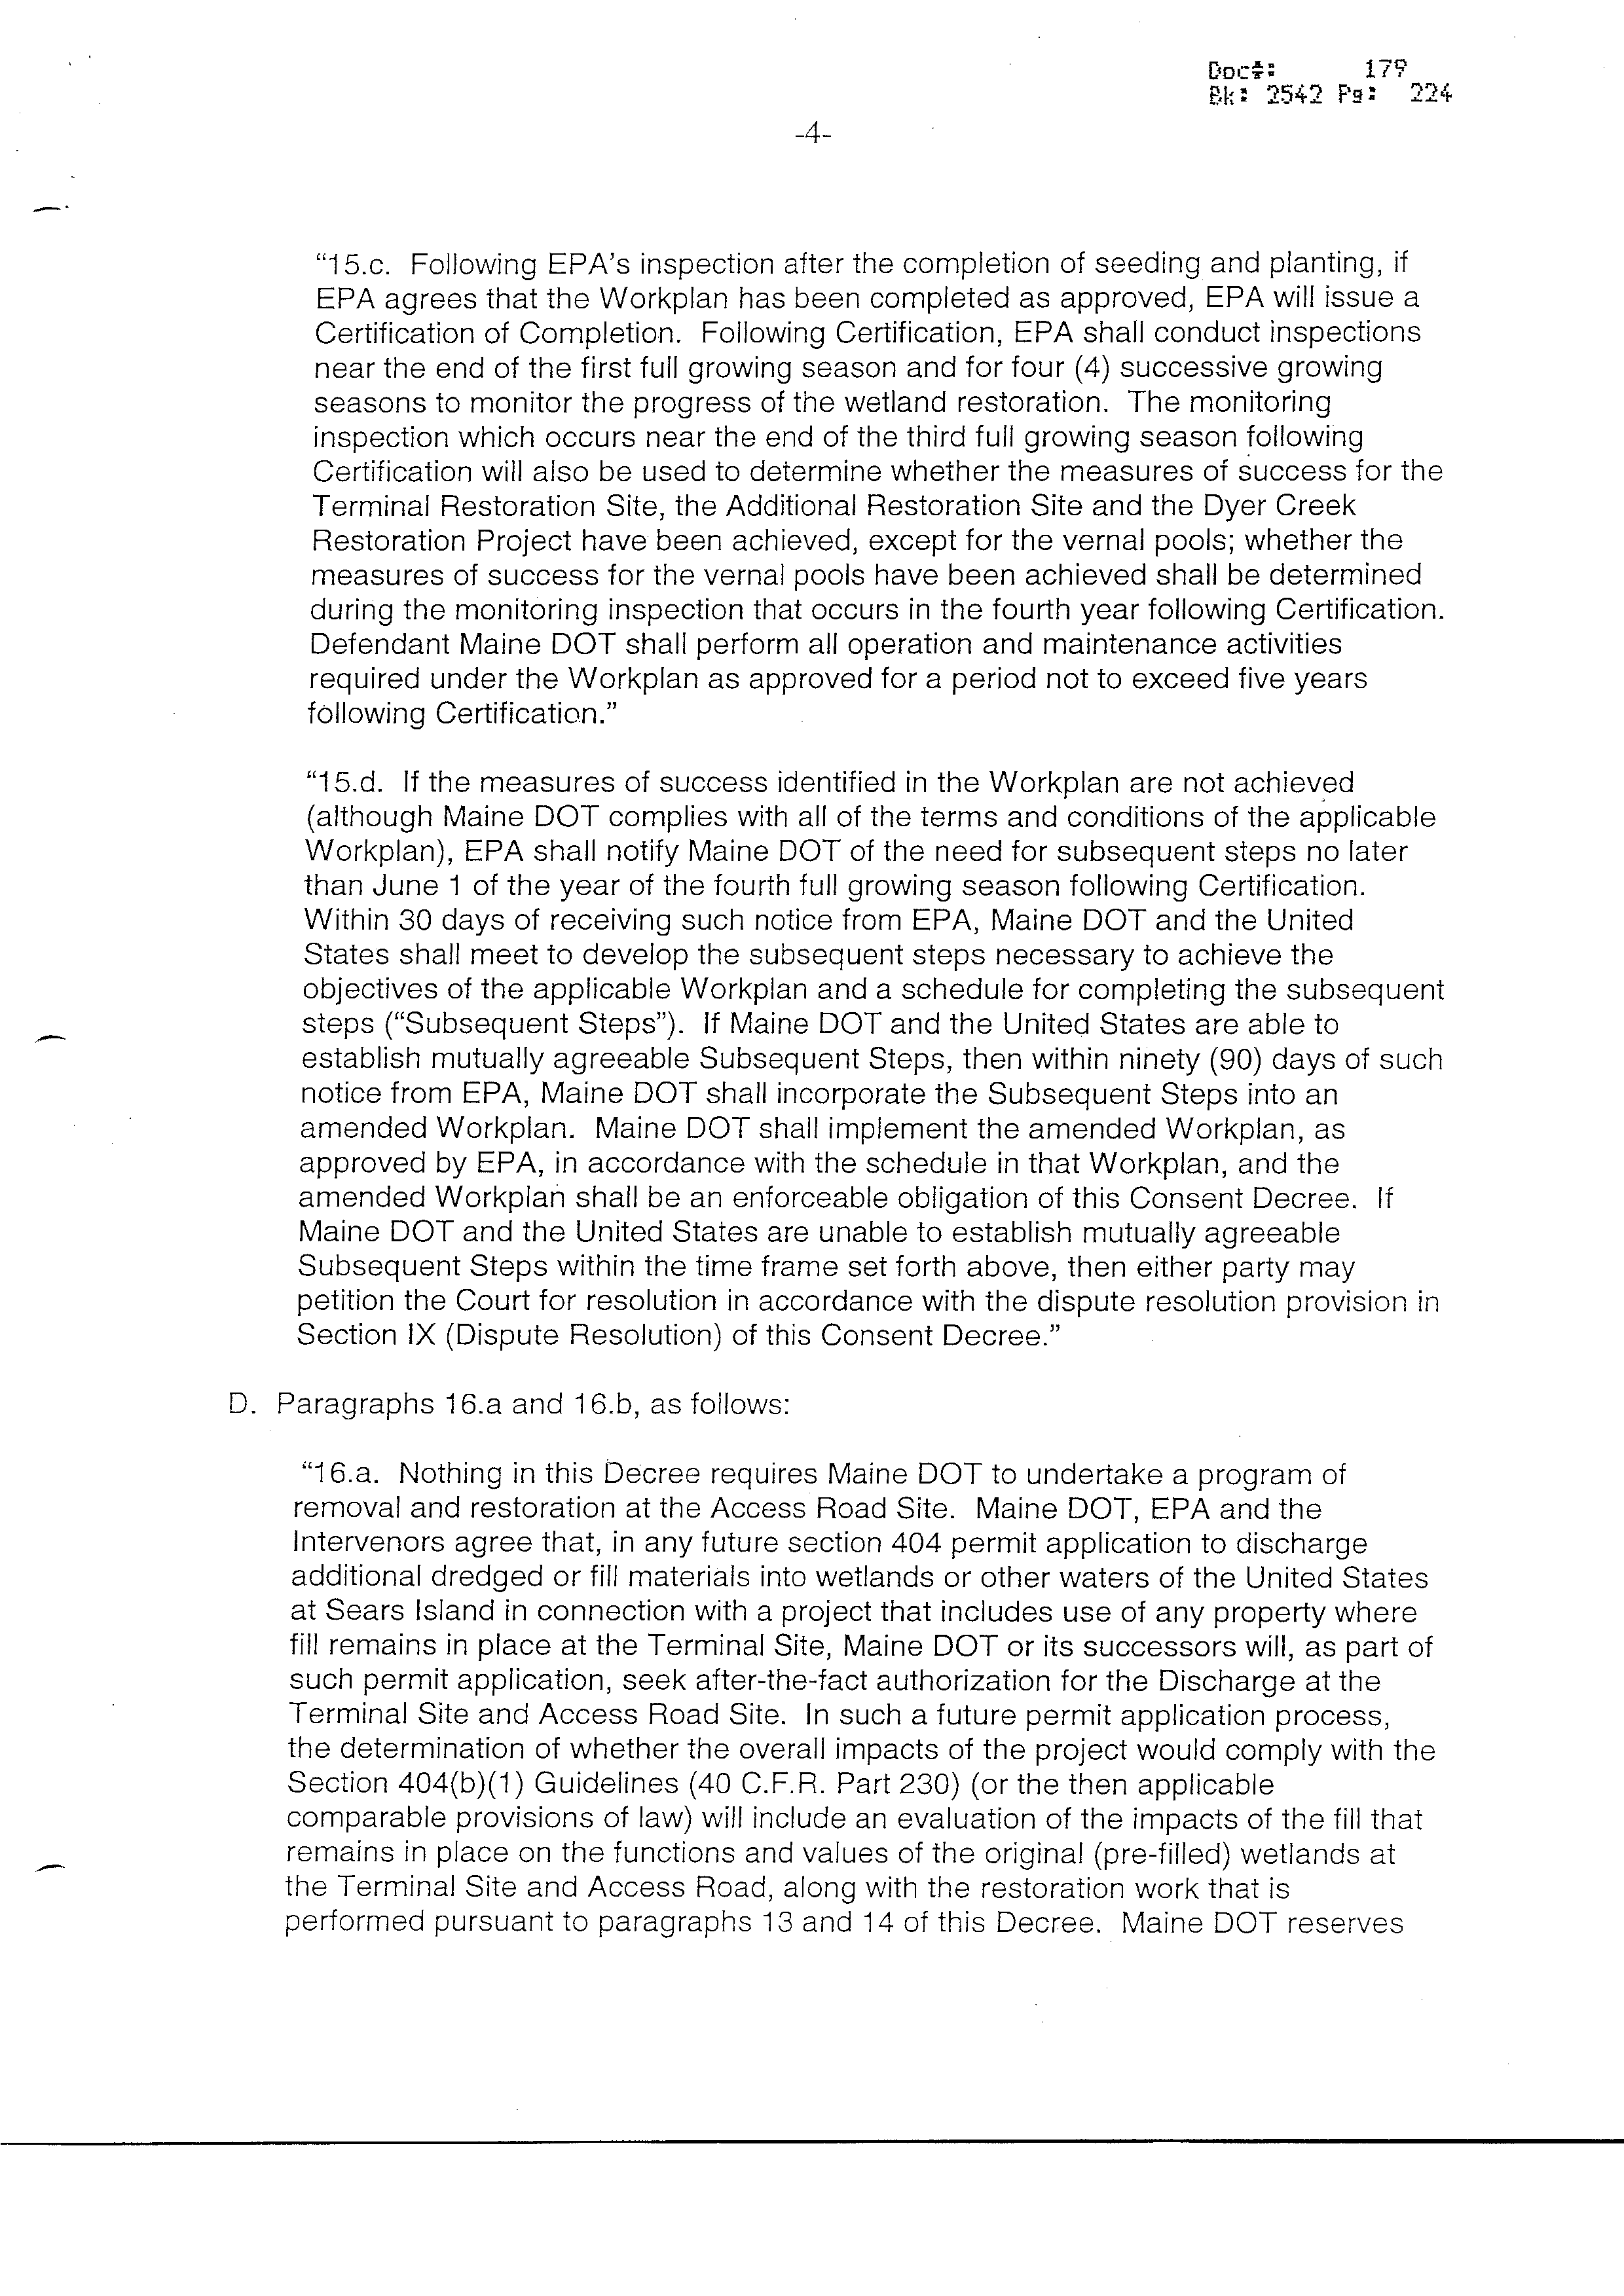 Doc#: 179
Bk: 2542 Pg: 224
-4-
“15.c. Following EPA’s inspection after the completion of seeding and planting, if
EPA agrees that the Workplan has been completed as approved, EPA will issue a
Certification of Completion. Following Certification, EPA shall conduct inspections
near the end of the first full growing season and for four (4) successive growing
seasons to monitor the progress of the wetland restoration. The monitoring
inspection which occurs near the end of the third full growing season following
Certification will also be used to determine whether the measures of success for the
Terminal Restoration Site, the Additional Restoration Site and the Dyer Creek
Restoration Project have been achieved, except for the vernal pools; whether the
measures of success for the vernal pools have been achieved shall be determined
during the monitoring inspection that occurs in the fourth year following Certification.
Defendant Maine DOT shall perform all operation and maintenance activities
required under the Workplan as approved for a period not to exceed five years
following Certification.”
“15.d. If the measures of success identified in the Workplan are not achieved
(although Maine DOT complies with all of the terms and conditions of the applicable
Workplan), EPA shall notify Maine DOT of the need for subsequent steps no later
than June 1 of the year of the fourth full growing season following Certification.
Within 30 days of receiving such notice from EPA, Maine DOT and the United
States shall meet to develop the subsequent steps necessary to achieve the
objectives of the applicable Workplan and a schedule for completing the subsequent
steps (“Subsequent Steps”). If Maine DOT and the United States are able to
establish mutually agreeable Subsequent Steps, then within ninety (90) days of such
notice from EPA, Maine DOT shall incorporate the Subsequent Steps into an
amended Workplan. Maine DOT shall implement the amended Workplan, as
approved by EPA, in accordance with the schedule in that Workplan, and the
amended Workplan shall be an enforceable obligation of this Consent Decree. If
Maine DOT and the United States are unable to establish mutually agreeable
Subsequent Steps within the time frame set forth above, then either party may
petition the Court for resolution in accordance with the dispute resolution provision in
Section IX (Dispute Resolution) of this Consent Decree.”
D. Paragraphs 16.a and 16.b, as follows:
“16.a. Nothing in this Decree requires Maine DOT to undertake a program of
removal and restoration at the Access Road Site. Maine DOT, EPA and the
Intervenors agree that, in any future section 404 permit application to discharge
additional dredged or fill materials into wetlands or other waters of the United States
at Sears Island in connection with a project that includes use of any property where
fill remains in place at the Terminal Site, Maine DOT or its successors will, as part of
such permit application, seek after-the-fact authorization for the Discharge at the
Terminal Site and Access Road Site. In such a future permit application process,
the determination of whether the overall impacts of the project would comply with the
Section 404(b)(1) Guidelines (40 C.F.R. Part 230) (or the then applicable
comparable provisions of law) will include an evaluation of the impacts of the fill that
remains in place on the functions and values of the original (pre-filled) wetlands at
the Terminal Site and Access Road, along with the restoration work that is
performed pursuant to paragraphs 13 and 14 of this Decree. Maine DOT reserves